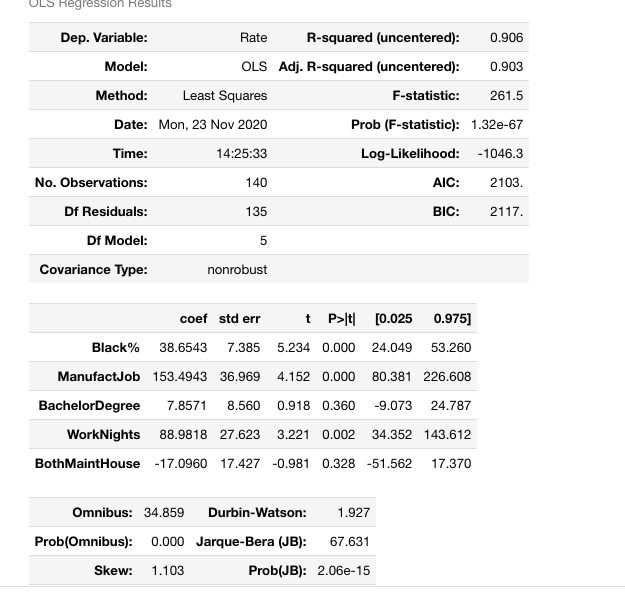 OLS Regression Results
Dep. Variable: Rate R-squared (uncentered): 0.906
Model: OLS Adj. R-squared (uncentered): 0.903
Method: Least Squares F-statistic: 261.5
Date: Mon, 23 Nov 2020 Prob (F-statistic): 1.32e-67
Time: 14:25:33 Log-Likelihood: -1046.3
No. Observations: 140 AIC: 2103.
Df Residuals: 135 BIC: 2117.
Df Model: 5
Covariance Type: nonrobust
coef std err t P>|t| [0.025 0.975]
Black% 38.6543 7.385 5.234 0.000 24.049 53.260
ManufactJob 153.4943 36.969 4.152 0.000 80.381 226.608
BachelorDegree 7.8571 8.560 0.918 0.360 -9.073 24.787
WorkNights 88.9818 27.623 3.221 0.002 34.352 143.612
BothMaintHouse -17.0960 17.427 -0.981 0.328 -51.562 17.370
Omnibus: 34.859 Durbin-Watson: 1.927
Prob(Omnibus): 0.000 Jarque-Bera (JB): 67.631
Skew: 1.103 Prob(JB): 2.06e-15